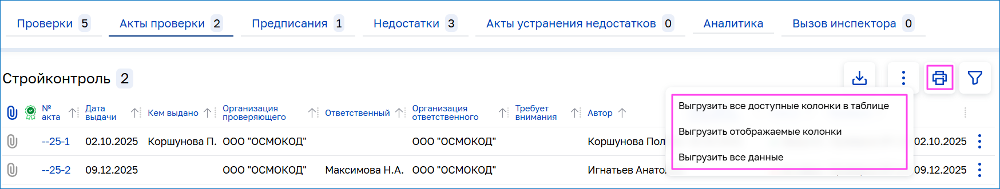 Проверки 5 Акты проверки 2 Предписания 1 Недостатки 3 Акты устранения недостатков 0 Аналитика Вызов инспектора 0
Стройконтроль 2
№ акта Дата выдачи Кем выдано Организация проверяющего Ответственный Организация ответственного Требует внимания Автор
Выгрузить все доступные колонки в таблице
Выгрузить отображаемые колонки
Выгрузить все данные
--25-1 02.10.2025 Коршунова П. ООО "ОСМОКОД" ООО "ОСМОКОД" Коршунова Пол 02.10.2025
--25-2 09.12.2025 ООО "ОСМОКОД" Максимова Н.А. ООО "ОСМОКОД" Игнатьев Анато 09.12.2025